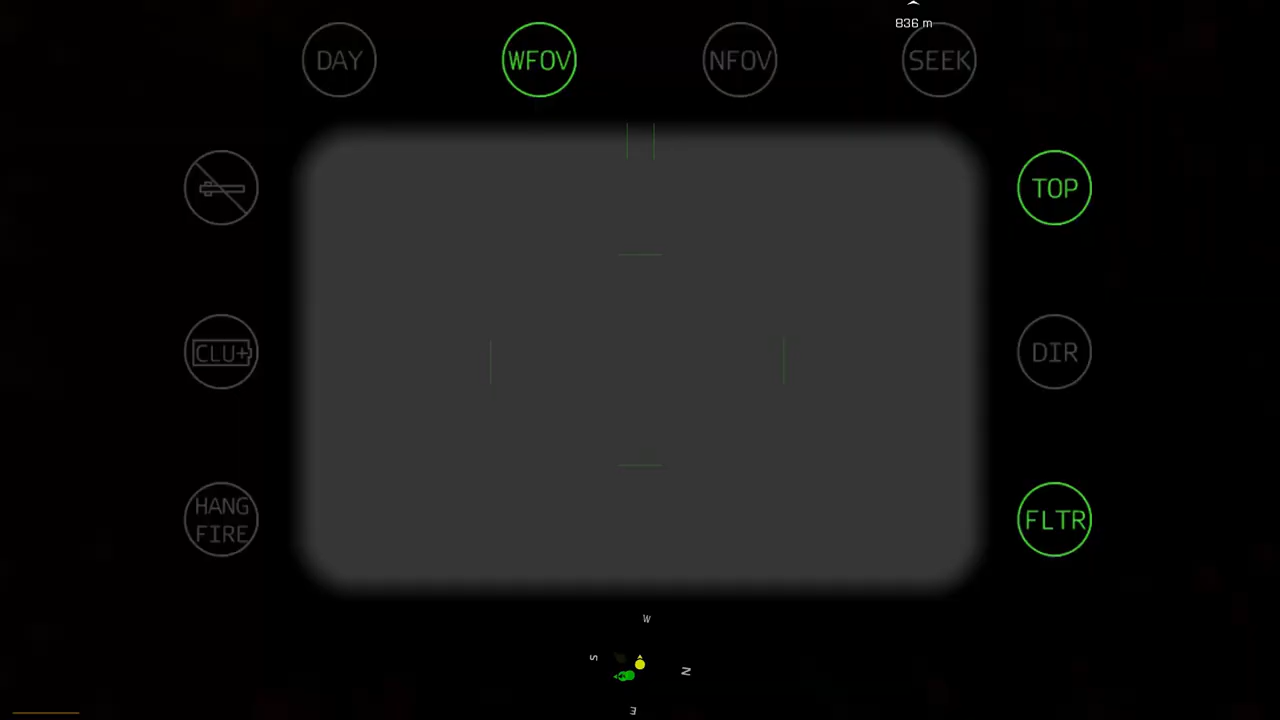 836 m
DAY
WFOV
NFOV
SEEK
TOP
CLU+
DIR
HANG
FIRE
FLTR
W
S
N
E